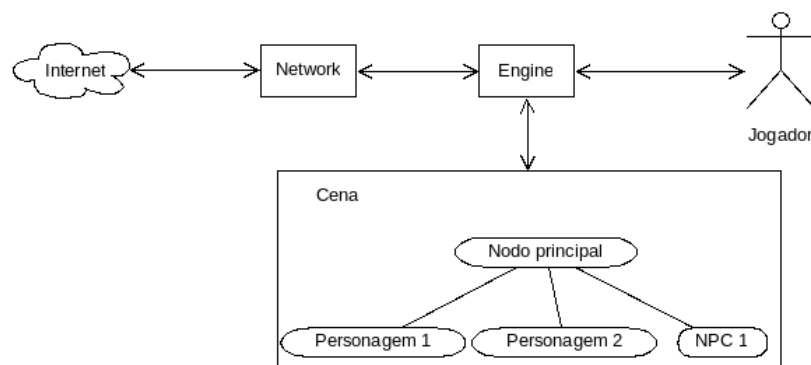 Internet
Network
Engine
Jogador
Cena
Nodo principal
Personagem 1
Personagem 2
NPC 1